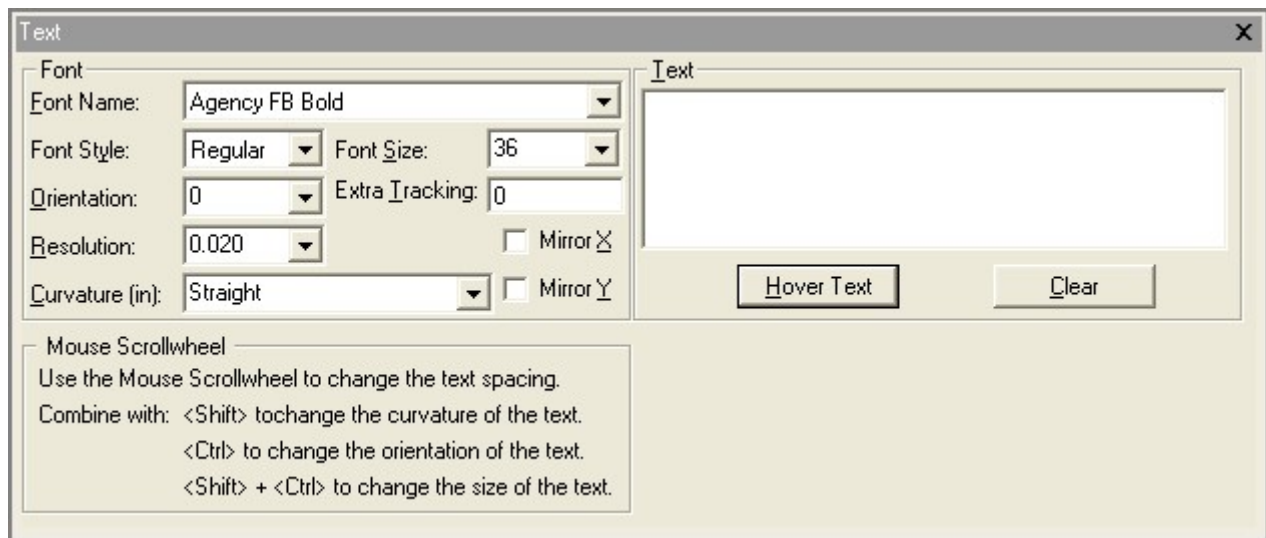 Text
Font
Font Name: Agency FB Bold
Font Style: Regular Font Size: 36
Orientation: 0 Extra Tracking: 0
Resolution: 0.020 Mirror X
Curvature (in): Straight Mirror Y
Text
Hover Text Clear
Mouse Scrollwheel
Use the Mouse Scrollwheel to change the text spacing.
Combine with: <Shift> tochange the curvature of the text.
<Ctrl> to change the orientation of the text.
<Shift> + <Ctrl> to change the size of the text.